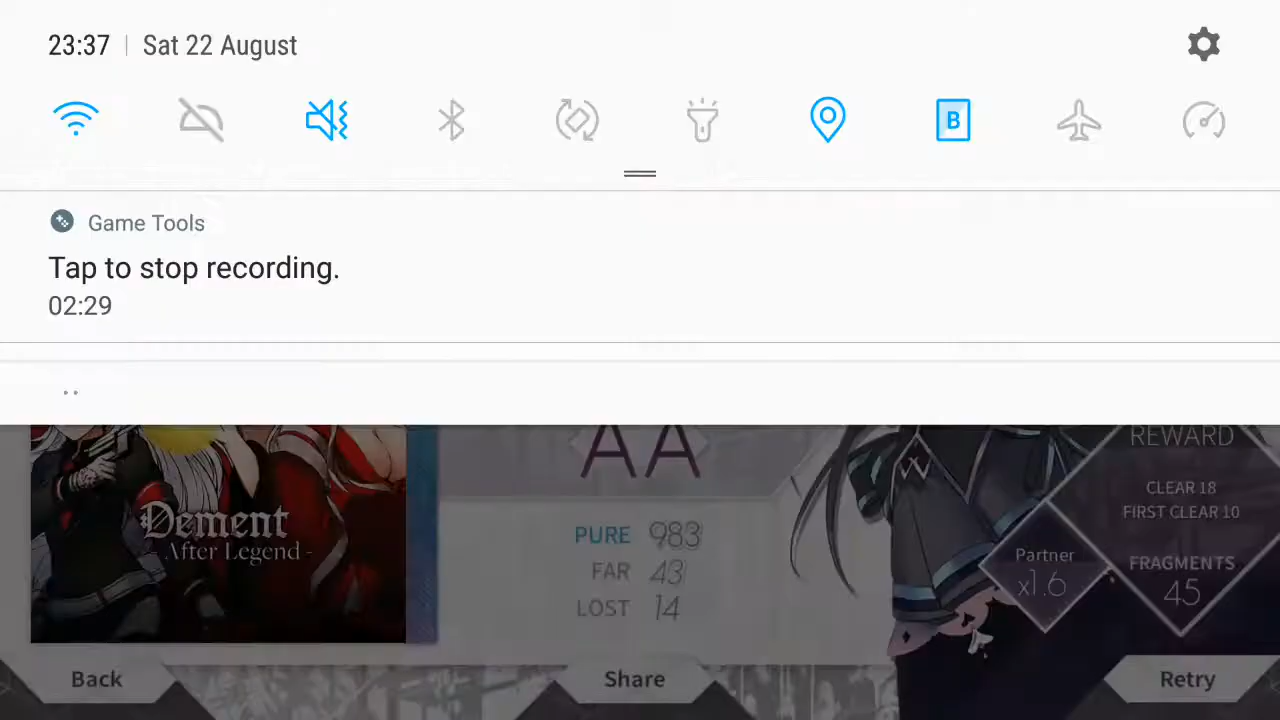 23:37 | Sat 22 August
B
Game Tools
Tap to stop recording.
02:29
AA
REWARD
CLEAR 18
FIRST CLEAR 10
Dement
- After Legend -
PURE 983
FAR 43
LOST 14
Partner
x1.6
FRAGMENTS
45
Back
Share
Retry